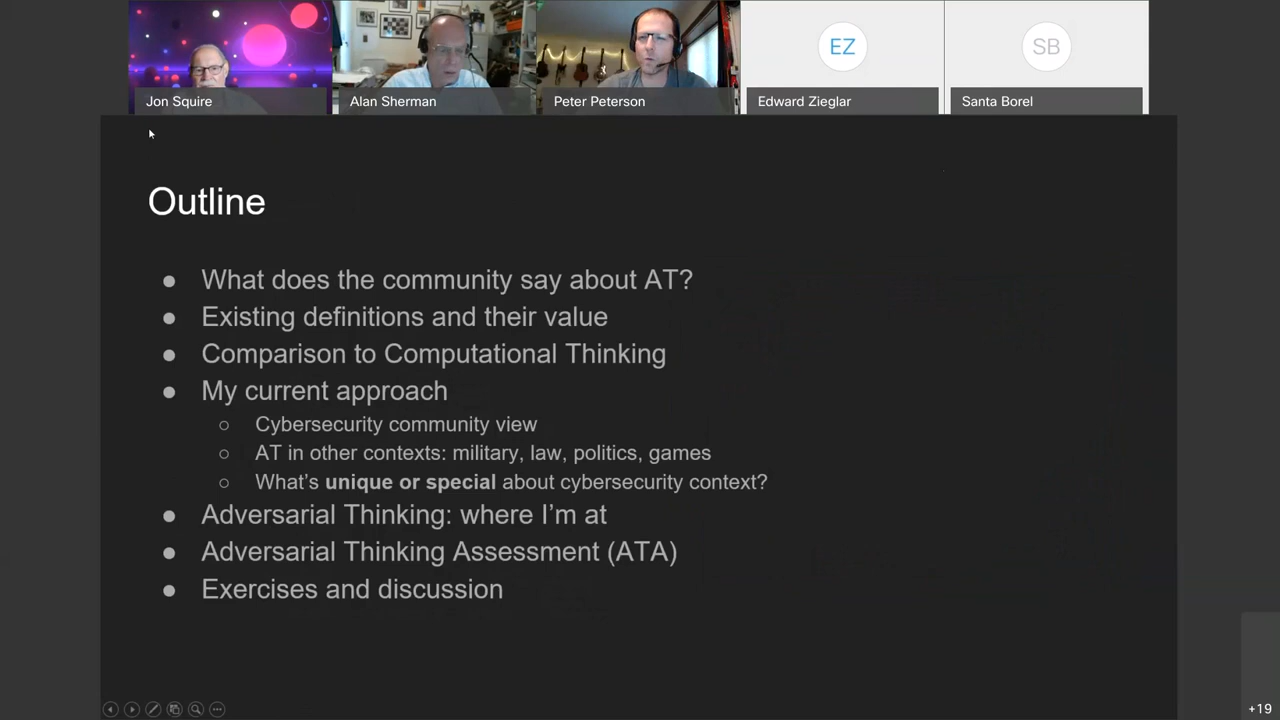 EZ
SB
Jon Squire
Alan Sherman
Peter Peterson
Edward Zieglar
Santa Borel
Outline
● What does the community say about AT?
● Existing definitions and their value
● Comparison to Computational Thinking
● My current approach
○ Cybersecurity community view
○ AT in other contexts: military, law, politics, games
○ What’s unique or special about cybersecurity context?
● Adversarial Thinking: where I’m at
● Adversarial Thinking Assessment (ATA)
● Exercises and discussion
+19